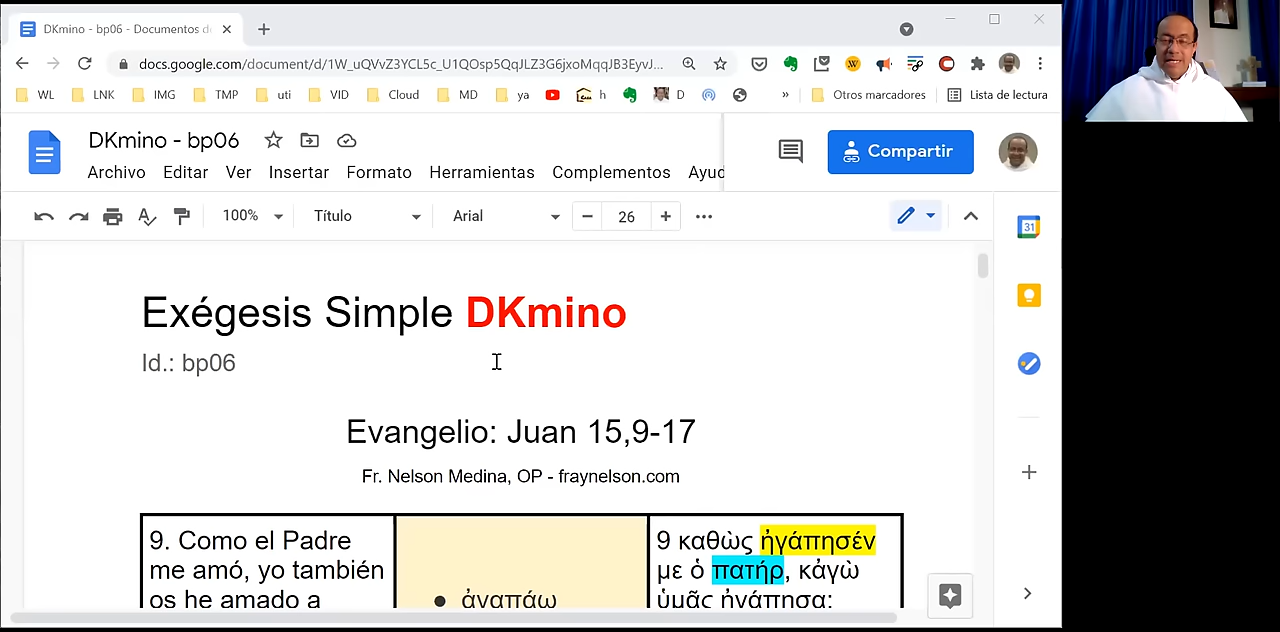 DKmino - bp06 - Documentos d
docs.google.com/document/d/1W_uQVvZ3YCL5c_U1QOsp5QqJLZ3G6jxoMqqJB3EyvJ...
WL LNK IMG TMP uti VID Cloud MD ya h D » Otros marcadores Lista de lectura
DKmino - bp06
Archivo Editar Ver Insertar Formato Herramientas Complementos Ayud
Compartir
100% Título Arial 26
31
Exégesis Simple DKmino
Id.: bp06
Evangelio: Juan 15,9-17
Fr. Nelson Medina, OP - fraynelson.com
9. Como el Padre
me amó, yo también
os he amado a
● ἀγαπάω
9 καθὼς ἠγάπησέν
με ὁ πατήρ, κἀγὼ
ὑμᾶς ἠγάπησα·